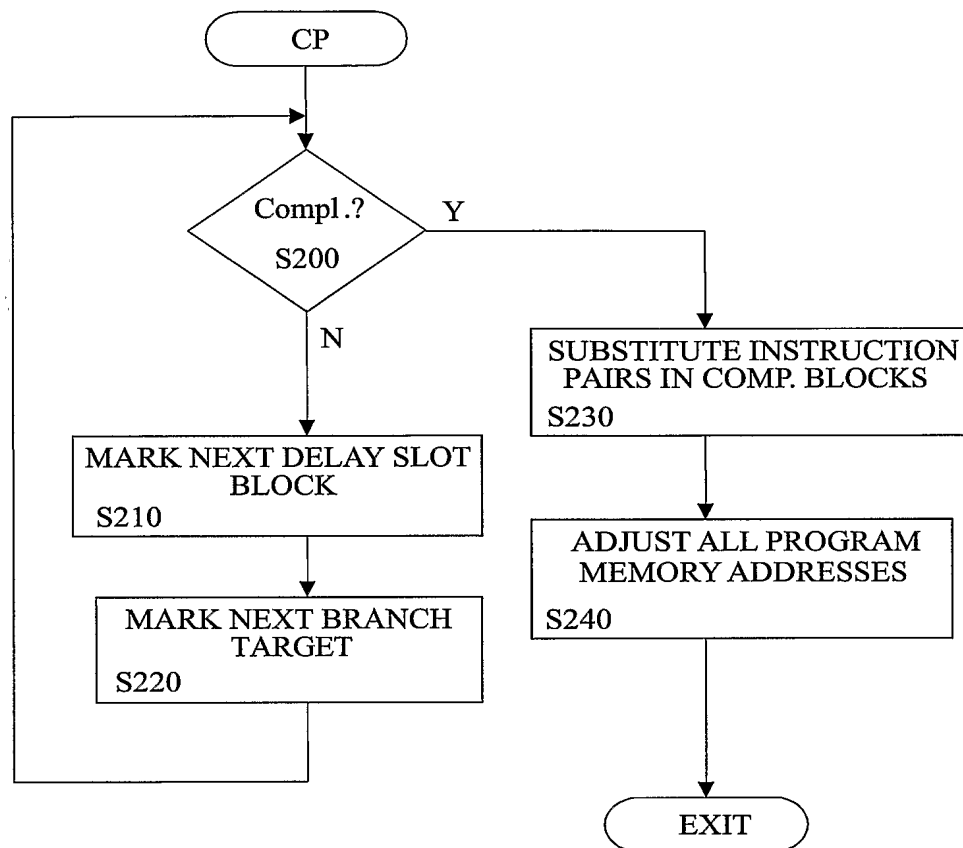 CP
Compl.?
S200
Y
N
MARK NEXT DELAY SLOT
BLOCK
S210
MARK NEXT BRANCH
TARGET
S220
SUBSTITUTE INSTRUCTION
PAIRS IN COMP. BLOCKS
S230
ADJUST ALL PROGRAM
MEMORY ADDRESSES
S240
EXIT